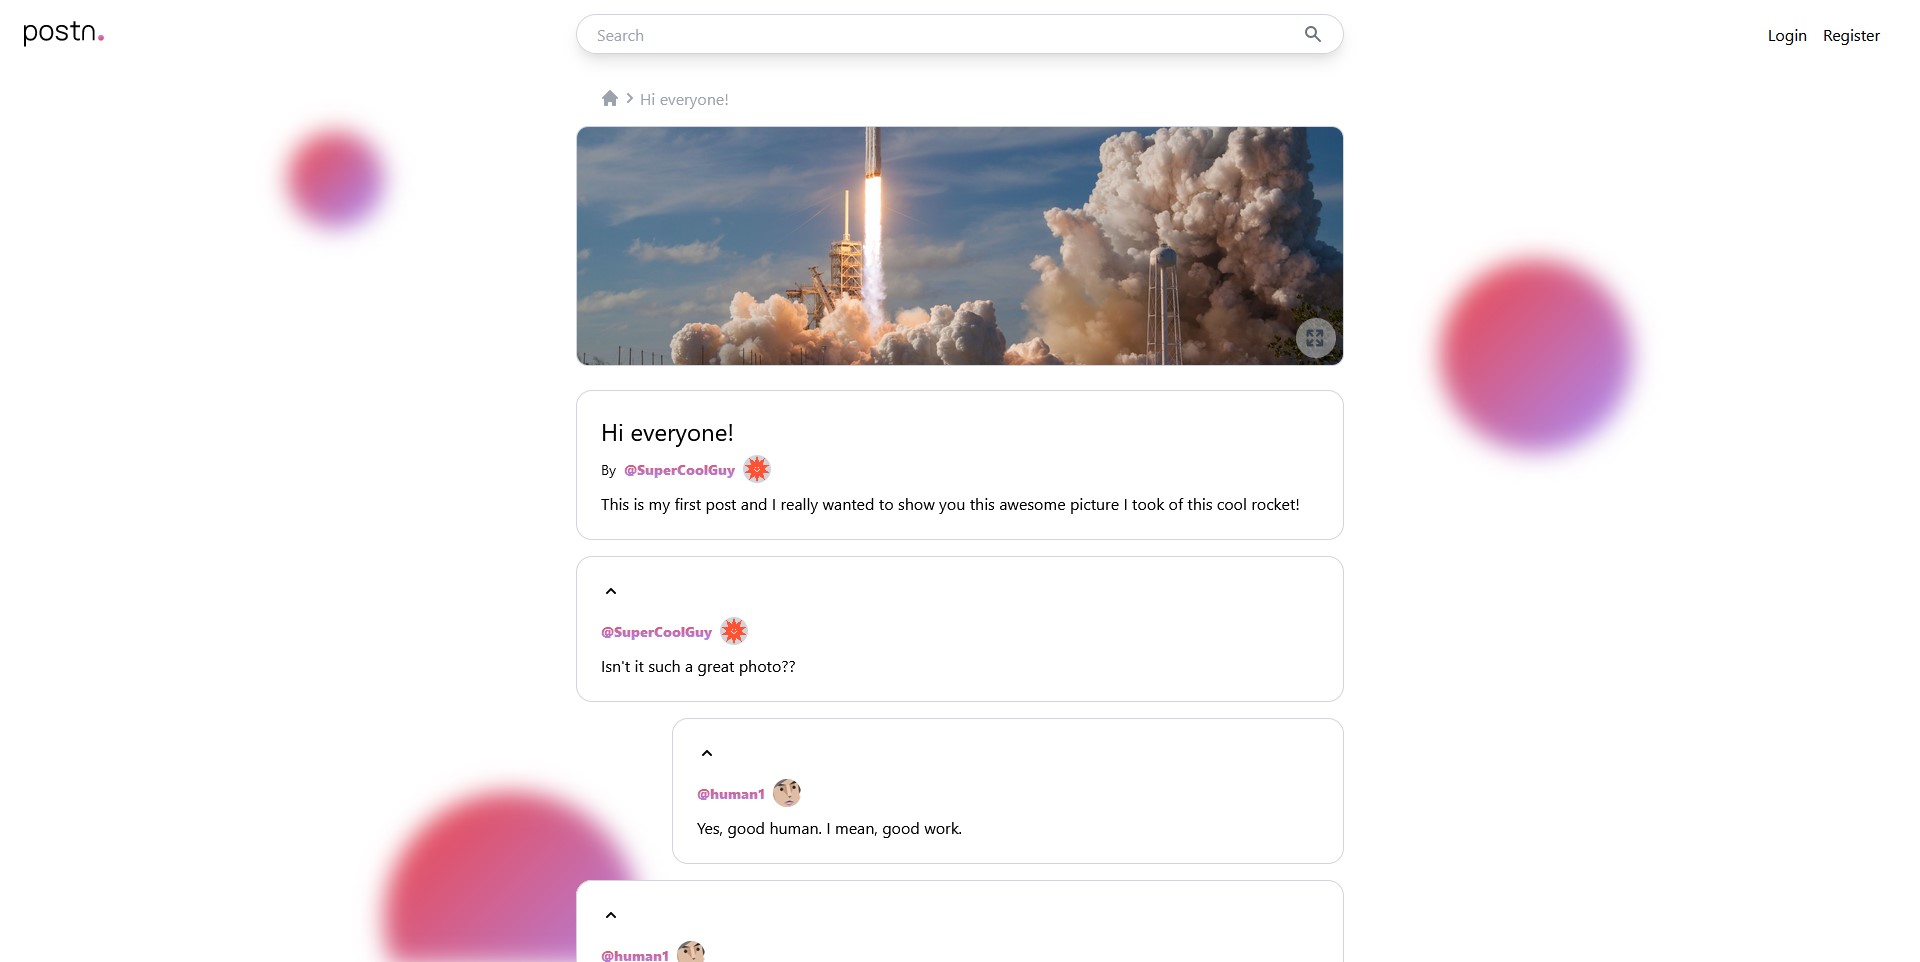 postn.
Search
Login Register
Hi everyone!
Hi everyone!
By @SuperCoolGuy
This is my first post and I really wanted to show you this awesome picture I took of this cool rocket!
@SuperCoolGuy
Isn't it such a great photo??
@human1
Yes, good human. I mean, good work.
@human1